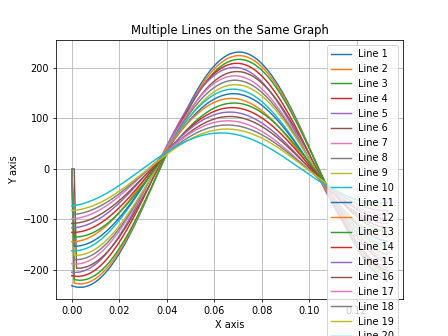 Multiple Lines on the Same Graph
Y axis
200
100
0
−100
−200
0.00
0.02
0.04
0.06
0.08
0.10
X axis
Line 1
Line 2
Line 3
Line 4
Line 5
Line 6
Line 7
Line 8
Line 9
Line 10
Line 11
Line 12
Line 13
Line 14
Line 15
Line 16
Line 17
Line 18
Line 19
Line 20